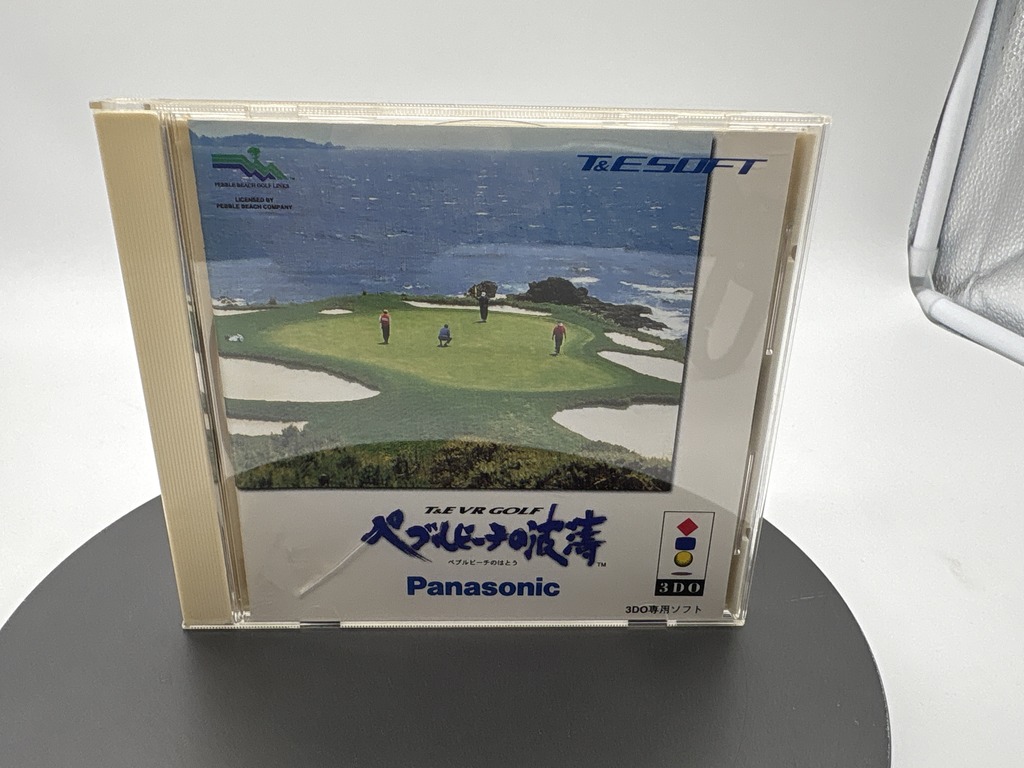 PEBBLE BEACH GOLF LINKS
LICENSED BY
PEBBLE BEACH COMPANY
T&E SOFT
T&E VR GOLF
ペブルビーチの波濤 TM
ペブルビーチのはとう
Panasonic
3DO
3DO専用ソフト